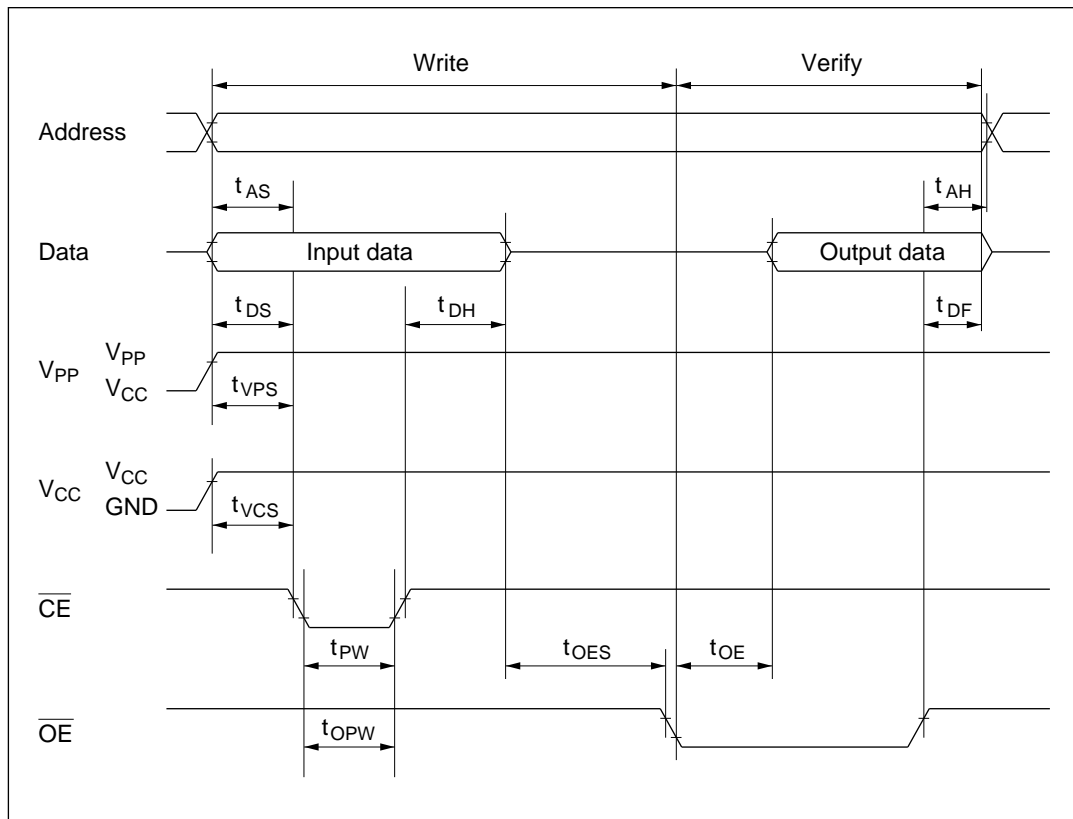 Write
Verify
Address
tAS
tAH
Data
Input data
Output data
tDS
tDH
tDF
VPP
VPP
VCC
tVPS
VCC
VCC
GND
tVCS
CE
tPW
tOES
tOE
OE
tOPW